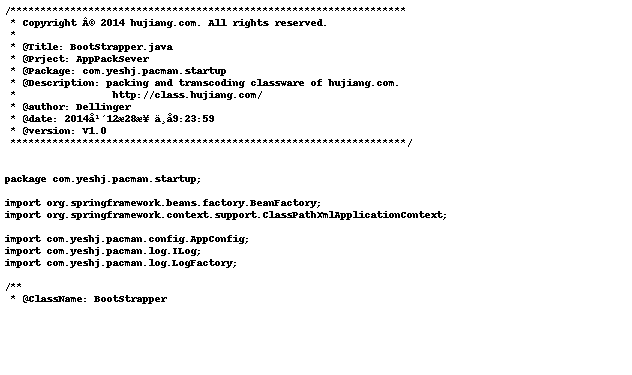 /******************************************************************
 * Copyright Â© 2014 hujiang.com. All rights reserved.
 *
 * @Title: BootStrapper.java
 * @Prject: AppPackSever
 * @Package: com.yeshj.pacman.startup
 * @Description: packing and transcoding classware of hujiang.com.
 *                http://class.hujiang.com/
 * @author: Dellinger
 * @date: 2014å¹´12æ28æ¥ ä¸å9:23:59
 * @version: V1.0
 ******************************************************************/
package com.yeshj.pacman.startup;
import org.springframework.beans.factory.BeanFactory;
import org.springframework.context.support.ClassPathXmlApplicationContext;
import com.yeshj.pacman.config.AppConfig;
import com.yeshj.pacman.log.ILog;
import com.yeshj.pacman.log.LogFactory;
/**
 * @ClassName: BootStrapper